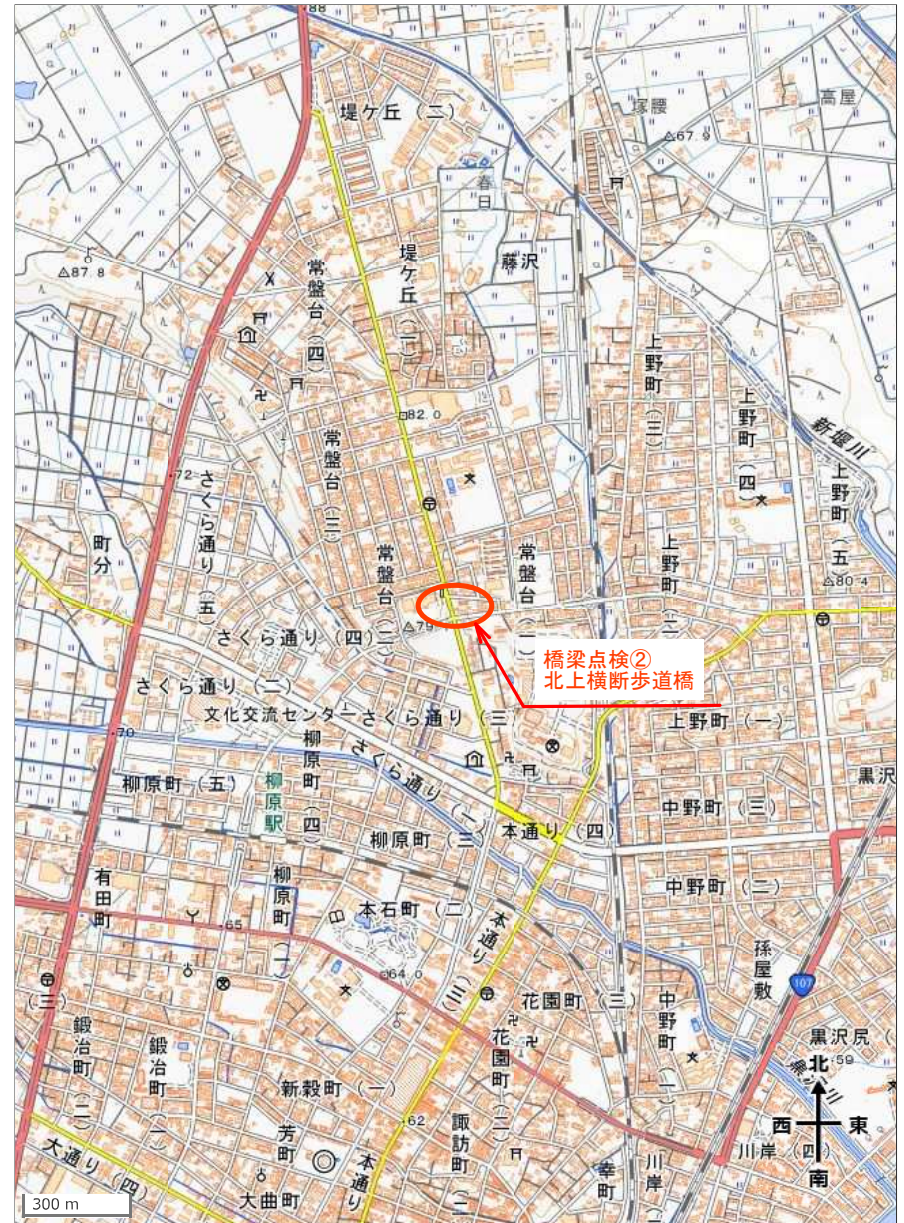 88
堤ケ丘（二）
塚腰
高屋
67.9
春日
藤沢
87.8
常盤台（四）
堤ケ丘（一）
上野町（三）
上野町（四）
82.0
新堰川
上野町（五）
常盤台（三）
さくら通り（五）
72
町分
常盤台（二）
常盤台（一）
上野町（二）
80.4
80
79.
さくら通り（四）
橋梁点検②
北上横断歩道橋
さくら通り（二）
文化交流センター
さくら通り（三）
上野町（一）
70
柳原町（五）
柳原駅
柳原町（四）
さくら通り（一）
黒沢
中野町（三）
柳原町（三
本通り（四）
中野町（二）
有田町
柳原町（一）
本石町（二）
65
64.0
本通り（三）
孫屋敷
107
花園町（三）
中野町（一）
（三）
鍛冶町（二）
鍛冶町（一）
新穀町（一）
花園町（二）
黒沢尻（
59
黒沢川
北
西
東
南
62
芳町
諏訪町（二
大通り（四）
大曲町
本通り
幸町
川岸
川岸（四）
300 m